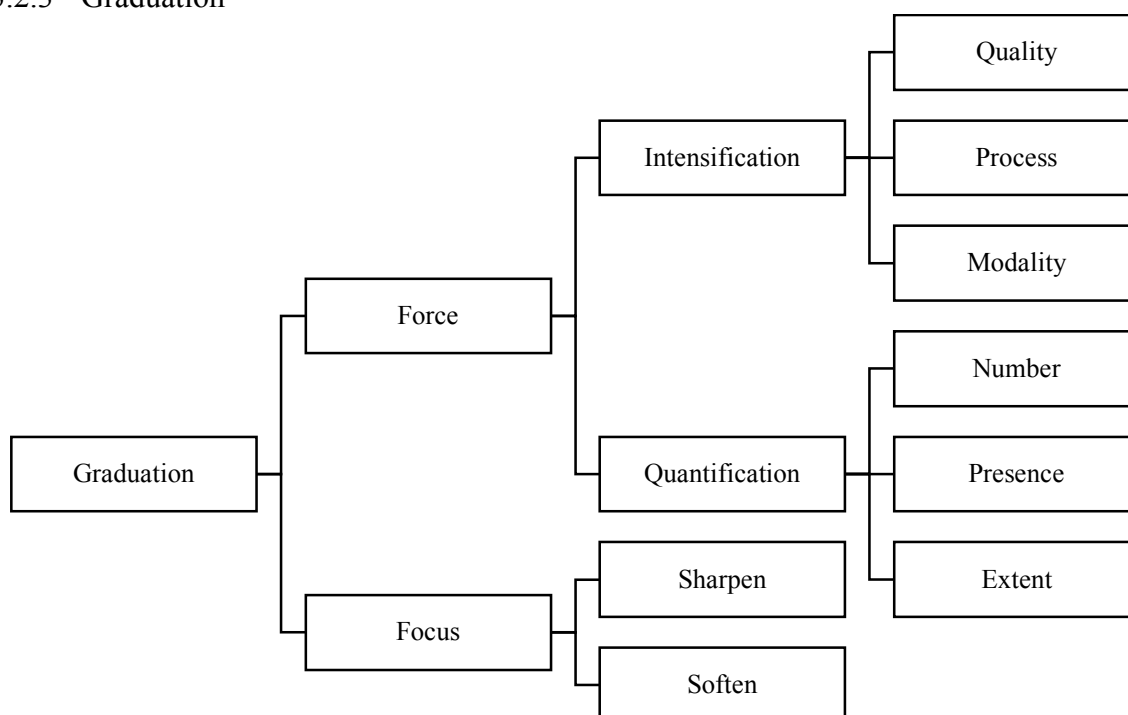 Graduation
Quality
Intensification
Process
Modality
Force
Number
Graduation
Quantification
Presence
Sharpen
Extent
Focus
Soften